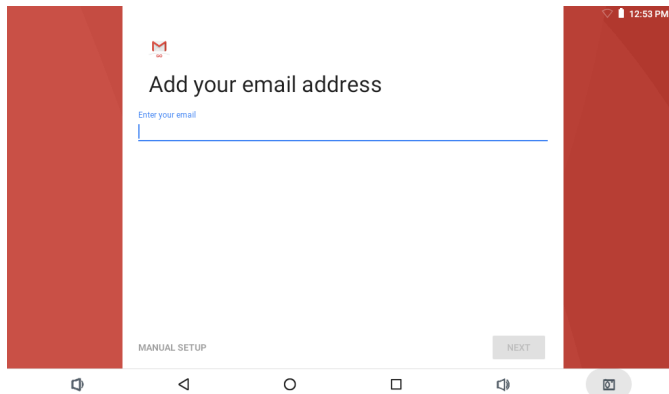 12:53 PM
Add your email address
Enter your email
MANUAL SETUP
NEXT